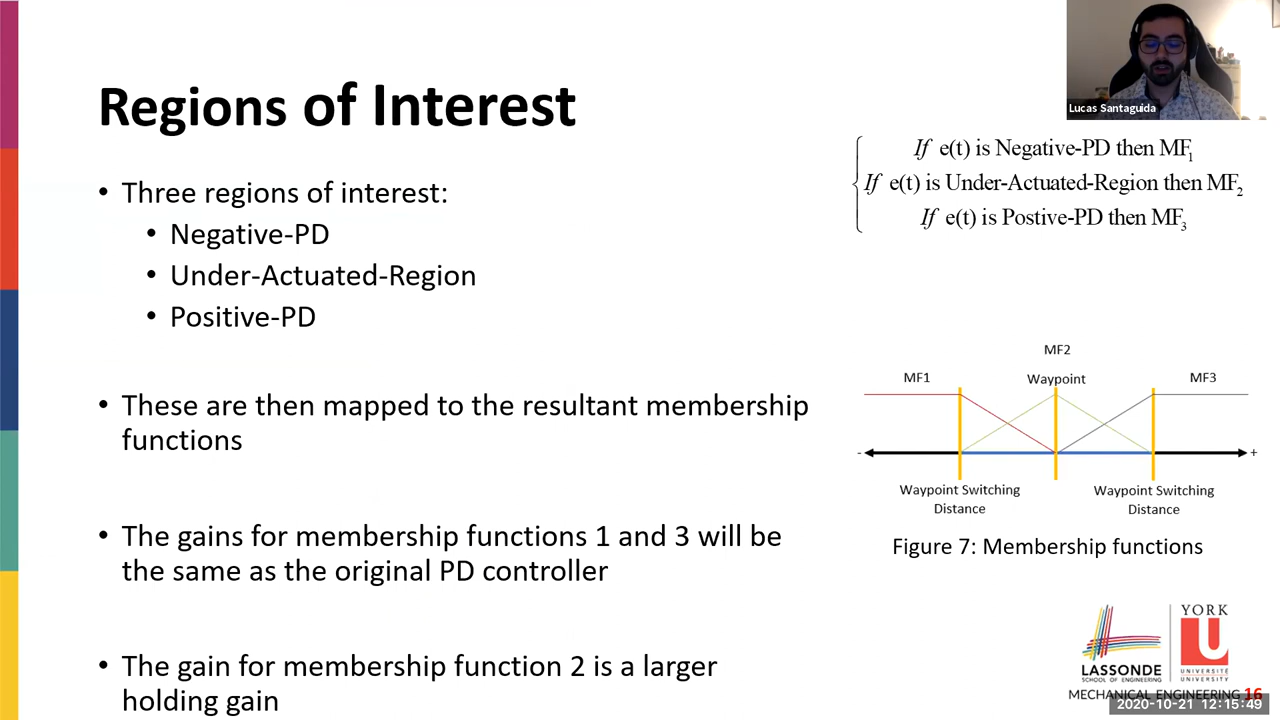 Regions of Interest
• Three regions of interest:
• Negative-PD
• Under-Actuated-Region
• Positive-PD
• These are then mapped to the resultant membership
functions
• The gains for membership functions 1 and 3 will be
the same as the original PD controller
• The gain for membership function 2 is a larger
holding gain
Lucas Santaguida
If e(t) is Negative-PD then MF1
If e(t) is Under-Actuated-Region then MF2
If e(t) is Postive-PD then MF3
MF2
MF1 Waypoint MF3
- +
Waypoint Switching Waypoint Switching
Distance Distance
Figure 7: Membership functions
LASSONDE
SCHOOL OF ENGINEERING
YORK
U
UNIVERSITÉ
UNIVERSITY
MECHANICAL ENGINEERING 16
2020-10-21 12:15:49